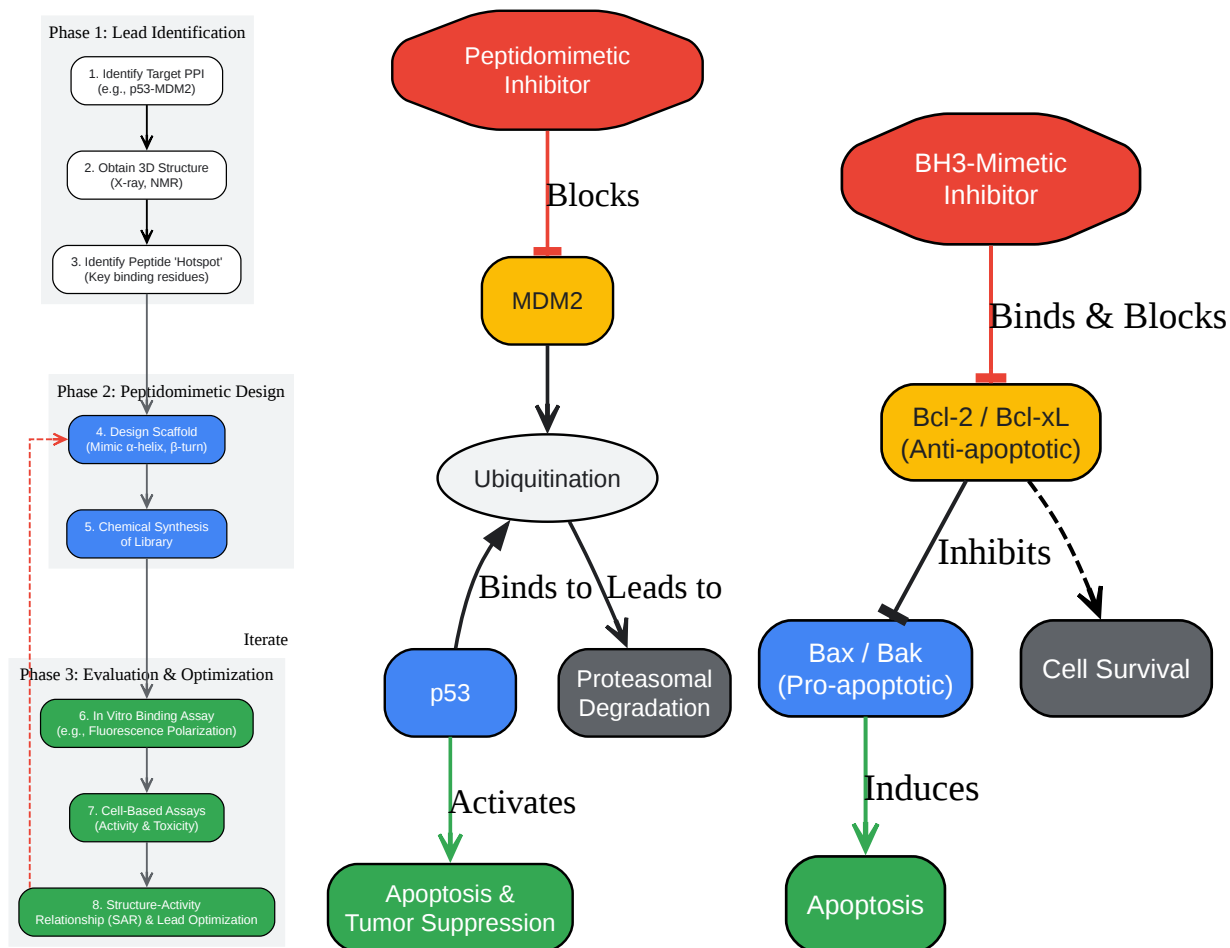 Phase 1: Lead Identification
1. Identify Target PPI
(e.g., p53-MDM2)
2. Obtain 3D Structure
(X-ray, NMR)
3. Identify Peptide 'Hotspot'
(Key binding residues)
Phase 2: Peptidomimetic Design
4. Design Scaffold
(Mimic α-helix, β-turn)
5. Chemical Synthesis
of Library
Iterate
Phase 3: Evaluation & Optimization
6. In Vitro Binding Assay
(e.g., Fluorescence Polarization)
7. Cell-Based Assays
(Activity & Toxicity)
8. Structure-Activity
Relationship (SAR) & Lead Optimization
Peptidomimetic
Inhibitor
Blocks
MDM2
Ubiquitination
Binds to
Leads to
p53
Proteasomal
Degradation
Activates
Apoptosis &
Tumor Suppression
BH3-Mimetic
Inhibitor
Binds & Blocks
Bcl-2 / Bcl-xL
(Anti-apoptotic)
Inhibits
Bax / Bak
(Pro-apoptotic)
Cell Survival
Induces
Apoptosis